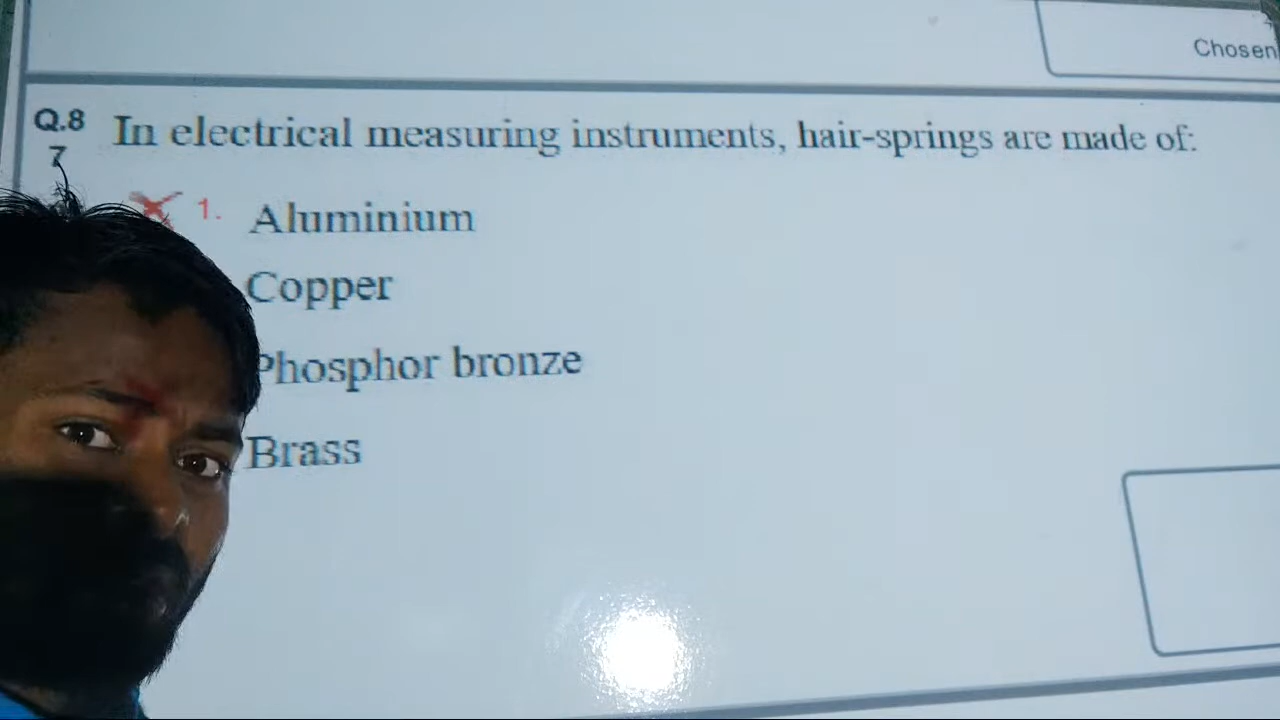 Chosen
Q.8
7
In electrical measuring instruments, hair-springs are made of:
1. Aluminium
Copper
Phosphor bronze
Brass